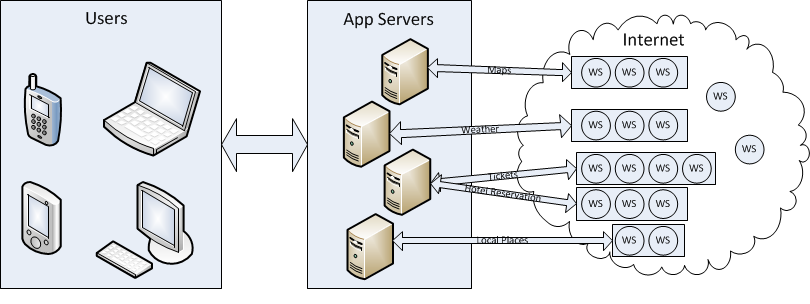 Users
App Servers
Internet
Maps
WS WS WS
WS
Weather
WS WS WS
WS
Tickets
WS WS WS WS
Hotel Reservation
WS WS WS
Local Places
WS WS